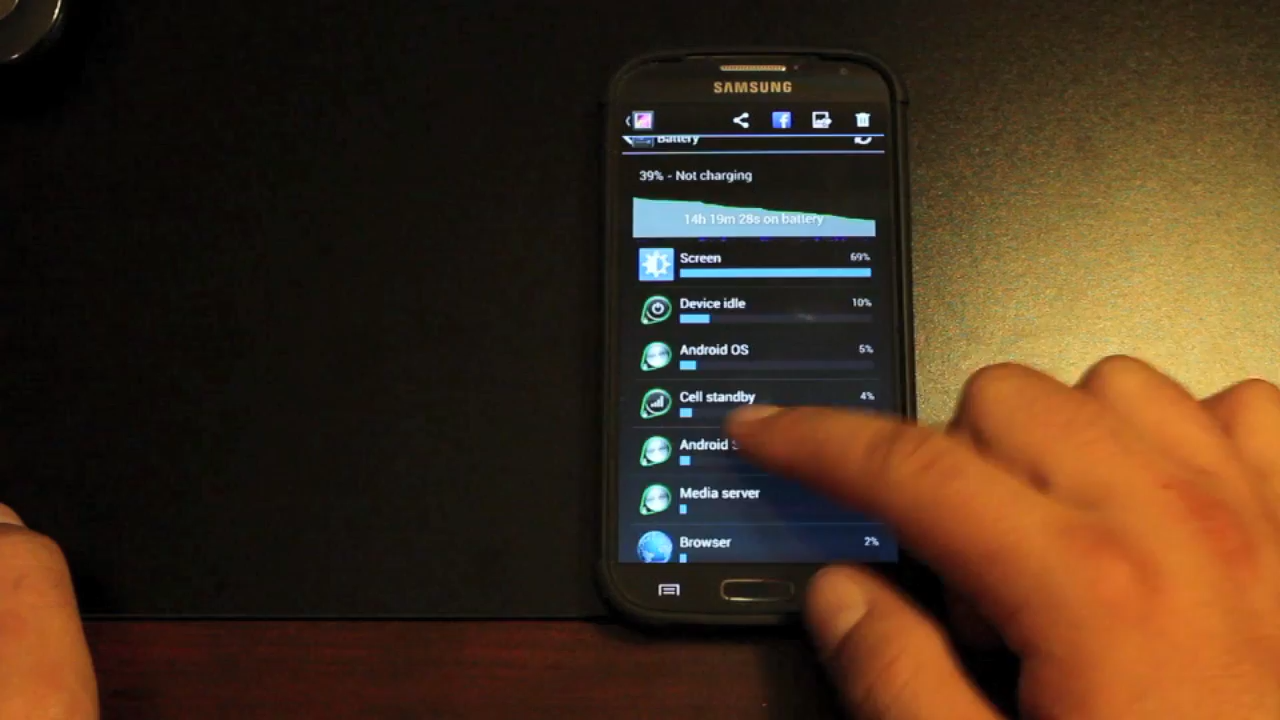 SAMSUNG
Battery
39% - Not charging
14h 19m 28s on battery
Screen 69%
Device idle 10%
Android OS 5%
Cell standby 4%
Android
Media server
Browser 2%